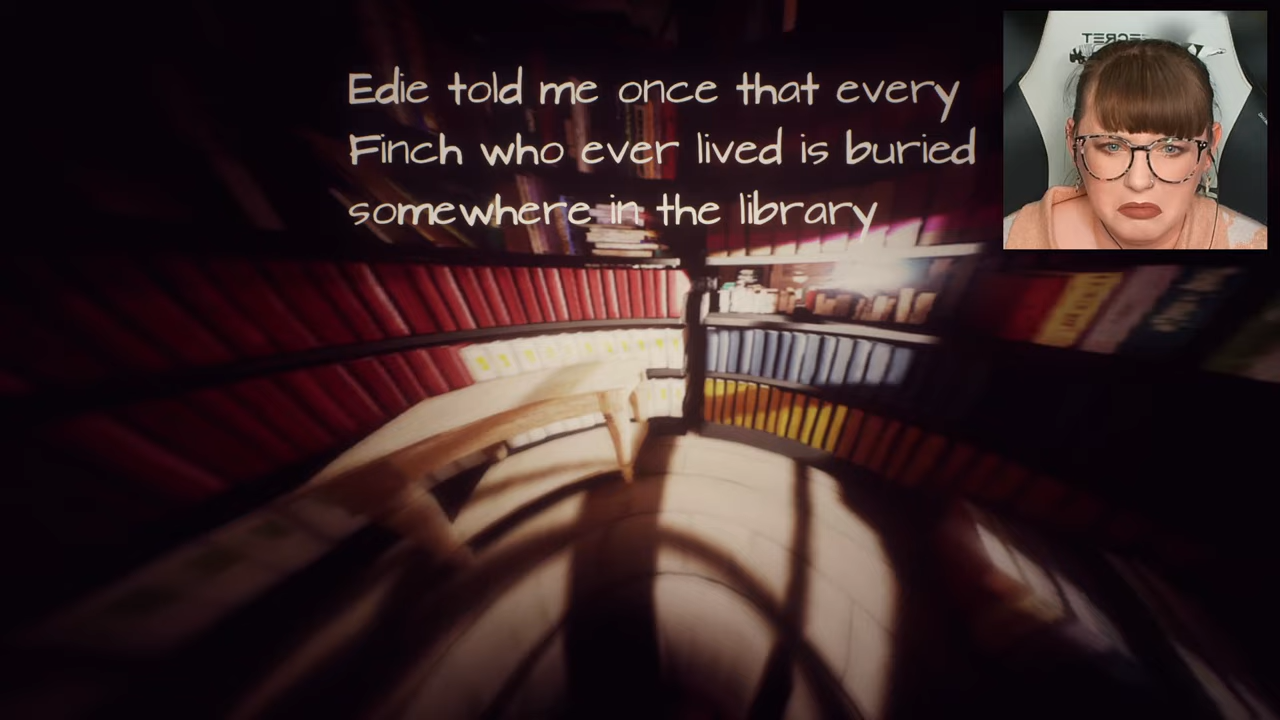 Edie told me once that every
Finch who ever lived is buried
somewhere in the library